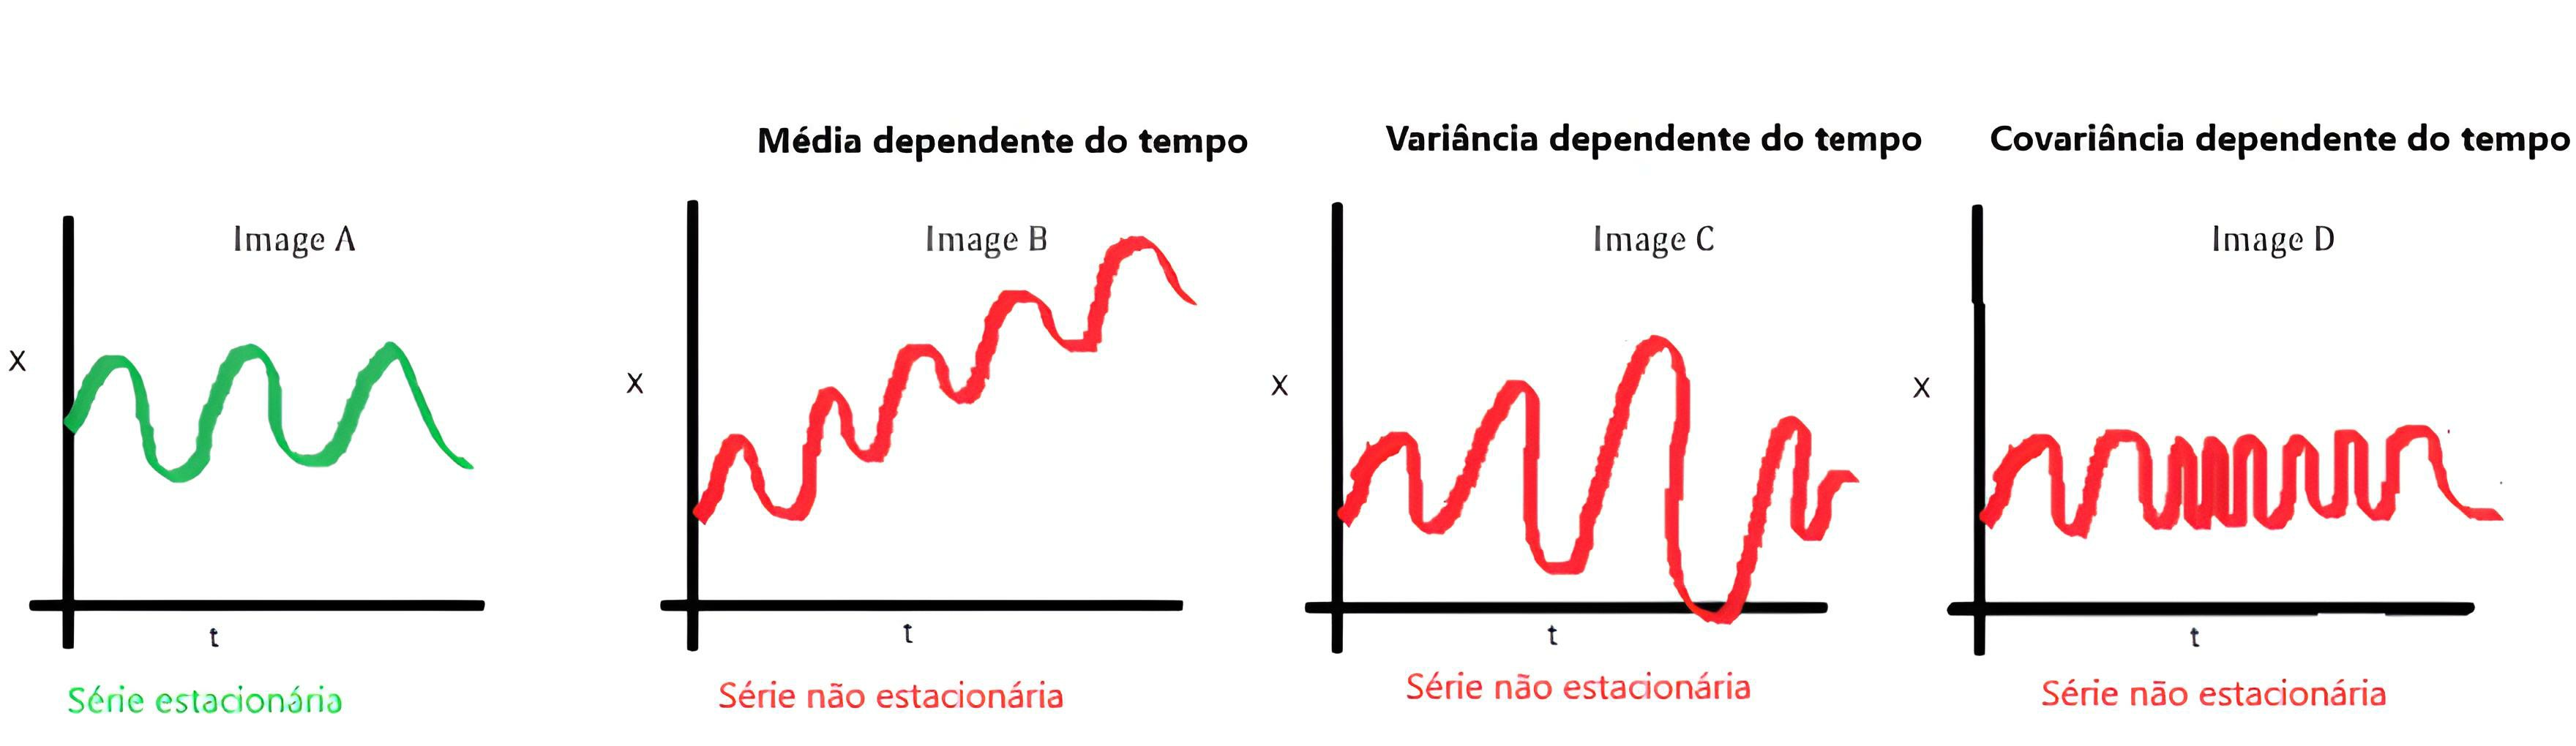 Média dependente do tempo
Variância dependente do tempo
Covariância dependente do tempo
Image A
Image B
Image C
Image D
X
X
X
X
t
t
t
t
Série estacionária
Série não estacionária
Série não estacionária
Série não estacionária